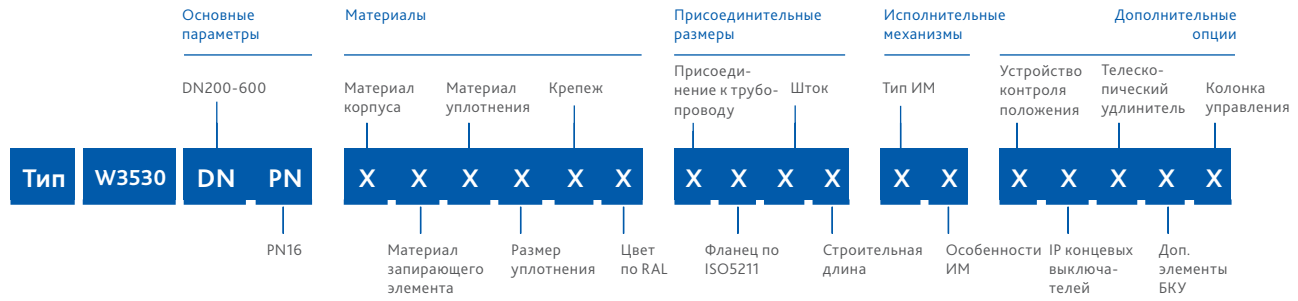 Основные
параметры
Материалы
Присоединительные
размеры
Исполнительные
механизмы
Дополнительные
опции
DN200-600
Материал
корпуса
Материал
уплотнения
Крепеж
Присоеди-
нение к трубо-
проводу
Шток
Тип ИМ
Устройство
контроля
положения
Телеско-
пический
удлинитель
Колонка
управления
Тип W3530 DN PN X X X X X X X X X X X X X X X X X
PN16
Материал
запирающего
элемента
Размер
уплотнения
Цвет
по RAL
Фланец по
ISO5211
Строительная
длина
Особенности
ИМ
IP концевых
выключа-
телей
Доп.
элементы
БКУ